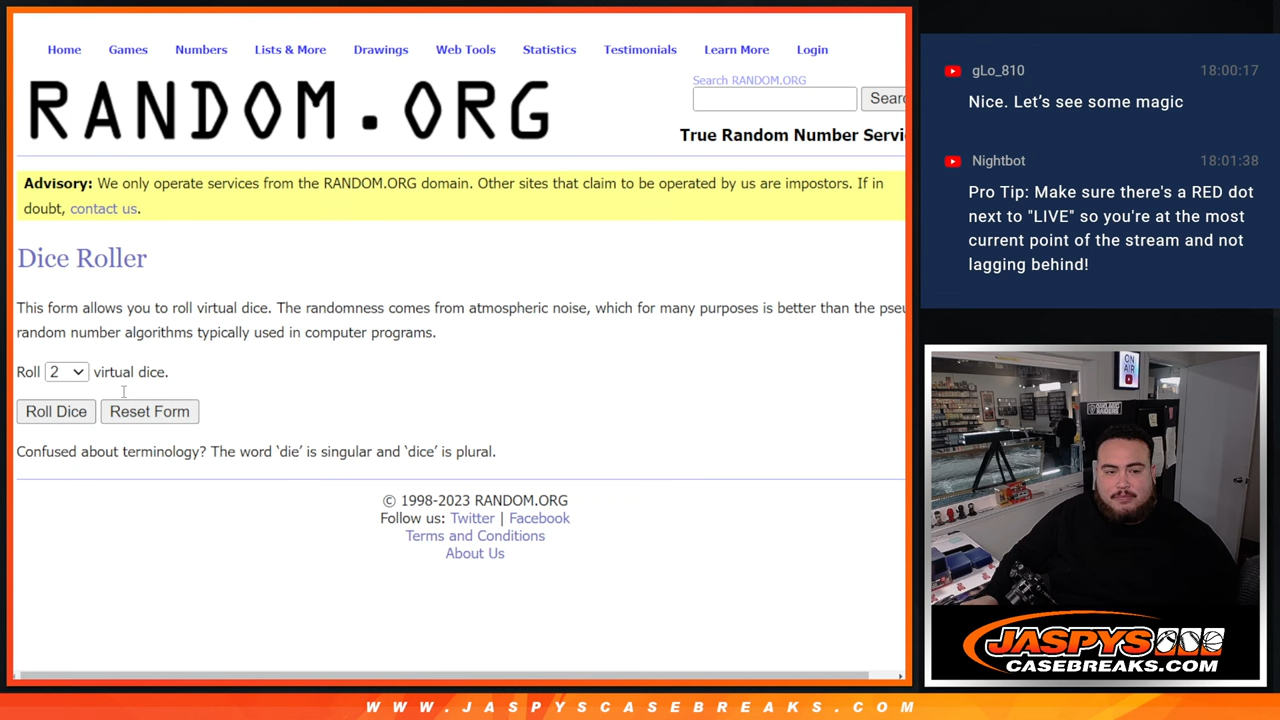 Home Games Numbers Lists & More Drawings Web Tools Statistics Testimonials Learn More Login
RANDOM.ORG
Search RANDOM.ORG
Searc
True Random Number Servi
Advisory: We only operate services from the RANDOM.ORG domain. Other sites that claim to be operated by us are impostors. If in
doubt, contact us.
Dice Roller
This form allows you to roll virtual dice. The randomness comes from atmospheric noise, which for many purposes is better than the pseu
random number algorithms typically used in computer programs.
Roll 2 virtual dice.
Roll Dice Reset Form
Confused about terminology? The word ‘die’ is singular and ‘dice’ is plural.
© 1998-2023 RANDOM.ORG
Follow us: Twitter | Facebook
Terms and Conditions
About Us
gLo_810 18:00:17
Nice. Let’s see some magic
Nightbot 18:01:38
Pro Tip: Make sure there's a RED dot
next to "LIVE" so you're at the most
current point of the stream and not
lagging behind!
ON
AIR
JASPYS
CASEBREAKS.COM
WWW.JASPYSCASEBREAKS.COM